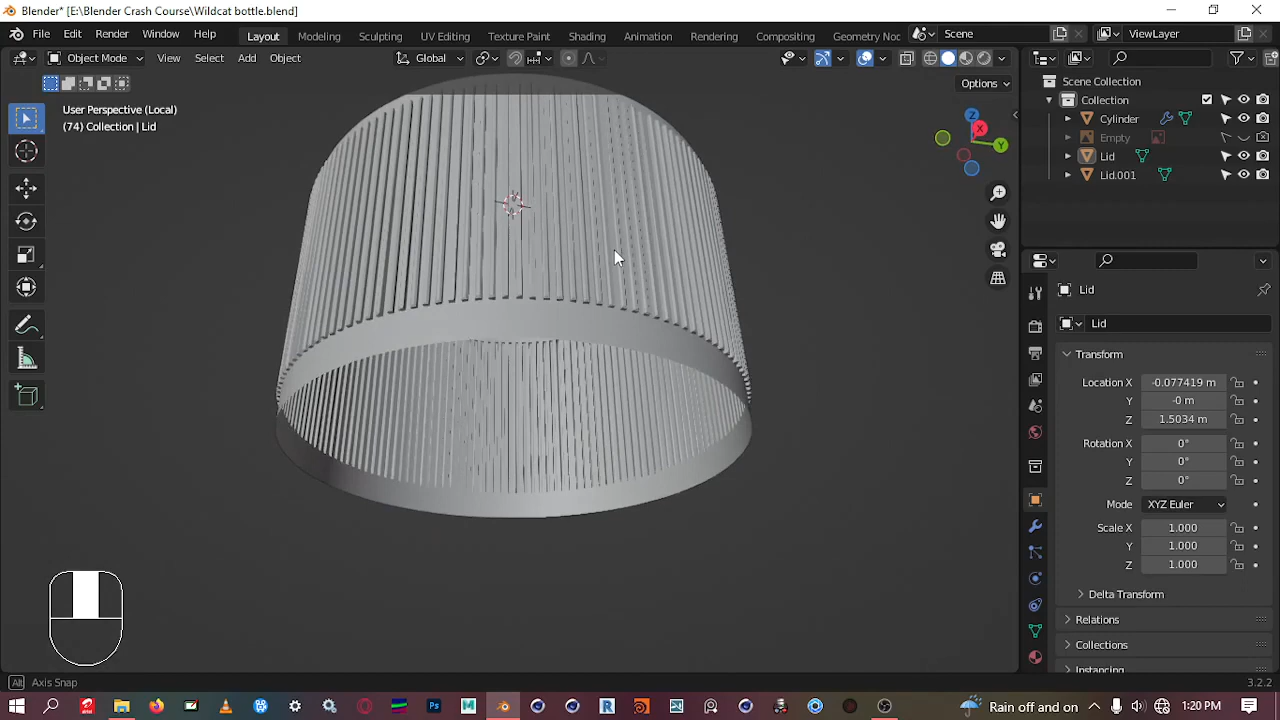 Blender* [E:\Blender Crash Course\Wildcat bottle.blend]
File Edit Render Window Help Layout Modeling Sculpting UV Editing Texture Paint Shading Animation Rendering Compositing Geometry Noc Scene ViewLayer
Object Mode View Select Add Object Global
Options
User Perspective (Local)
(74) Collection | Lid
Z
X
Y
Scene Collection
Collection
Cylinder
Empty
Lid
Lid.001
Lid
Lid
Transform
Location X -0.077419 m
Y -0 m
Z 1.5034 m
Rotation X 0°
Y 0°
Z 0°
Mode XYZ Euler
Scale X 1.000
Y 1.000
Z 1.000
Delta Transform
Relations
Collections
Instancing
Alt Axis Snap 3.2.2
Ps M R Rain off and on 1:20 PM